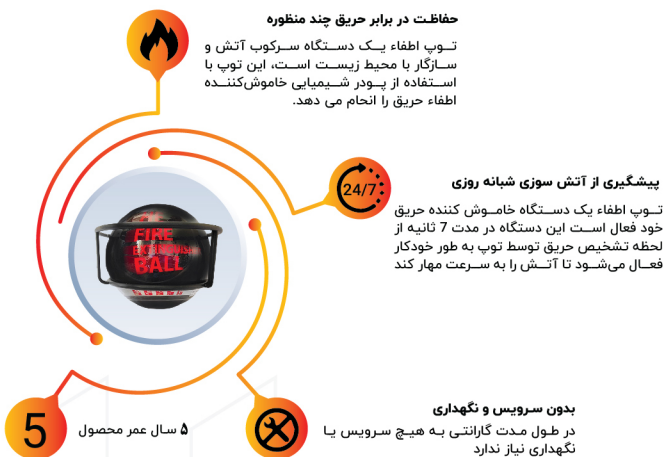 حفاظت در برابر حریق چند منظوره
توپ اطفاء یک دستگاه سرکوب آتش و
سازگار با محیط زیست است، این توپ با
استفاده از پودر شیمیایی خاموش‌کننده
اطفاء حریق را انحام می دهد.
24/7
پیشگیری از آتش سوزی شبانه روزی
توپ اطفاء یک دستگاه خاموش کننده حریق
خود فعال است این دستگاه در مدت 7 ثانیه از
لحظه تشخیص حریق توسط توپ به طور خودکار
فعال می‌شود تا آتش را به سرعت مهار کند
FIRE
BALL
بدون سرویس و نگهداری
در طول مدت گارانتی به هیچ سرویس یا
نگهداری نیاز ندارد
5
۵ سال عمر محصول